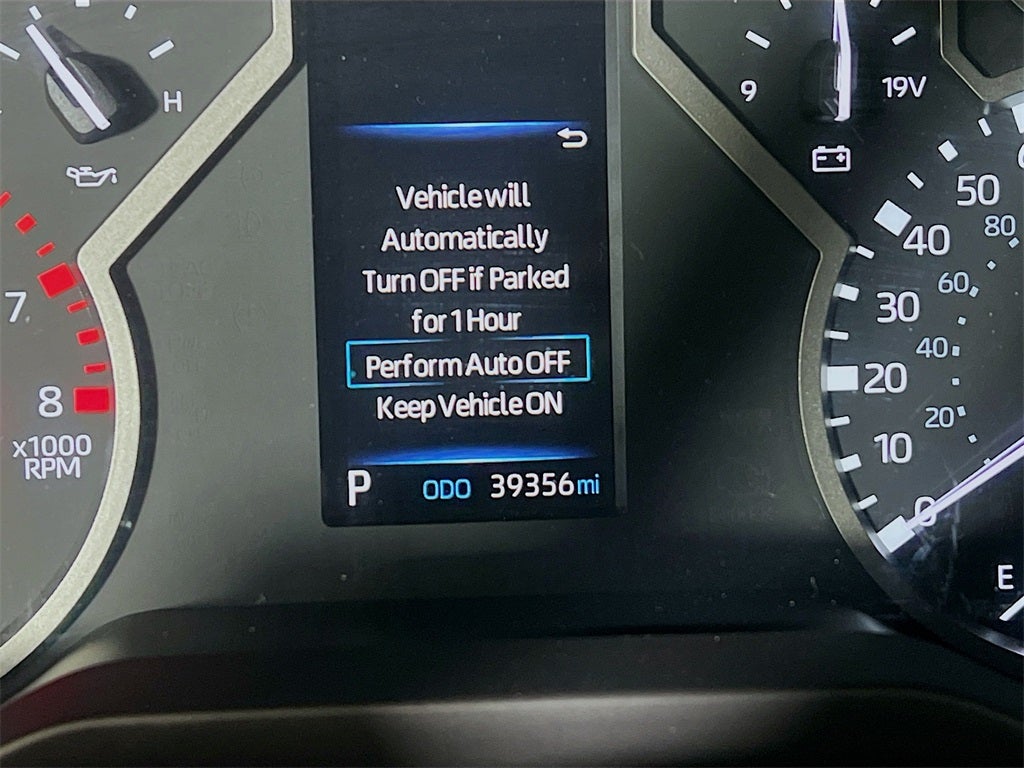 H
9
19V
Vehicle will
Automatically
Turn OFF if Parked
for 1 Hour
Perform Auto OFF
Keep Vehicle ON
P ODO 39356 mi
7
8
x1000
RPM
50
80
40
60
30
40
20
20
10
0
E